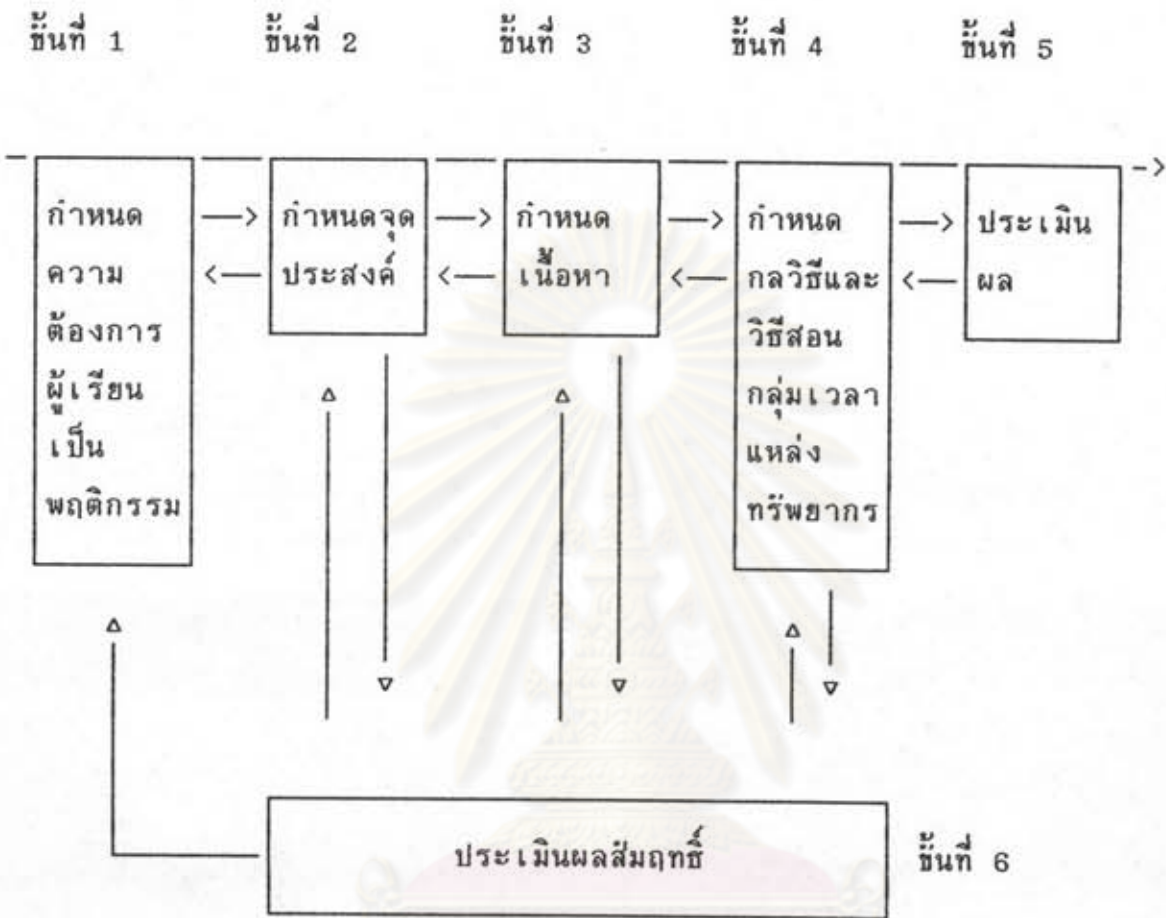 ขั้นที่ 1 ขั้นที่ 2 ขั้นที่ 3 ขั้นที่ 4 ขั้นที่ 5
กำหนด
ความ
ต้องการ
ผู้เรียน
เป็น
พฤติกรรม
กำหนดจุด
ประสงค์
กำหนด
เนื้อหา
กำหนด
กลวิธีและ
วิธีสอน
กลุ่มเวลา
แหล่ง
ทรัพยากร
ประเมิน
ผล
ประเมินผลสัมฤทธิ์ ขั้นที่ 6